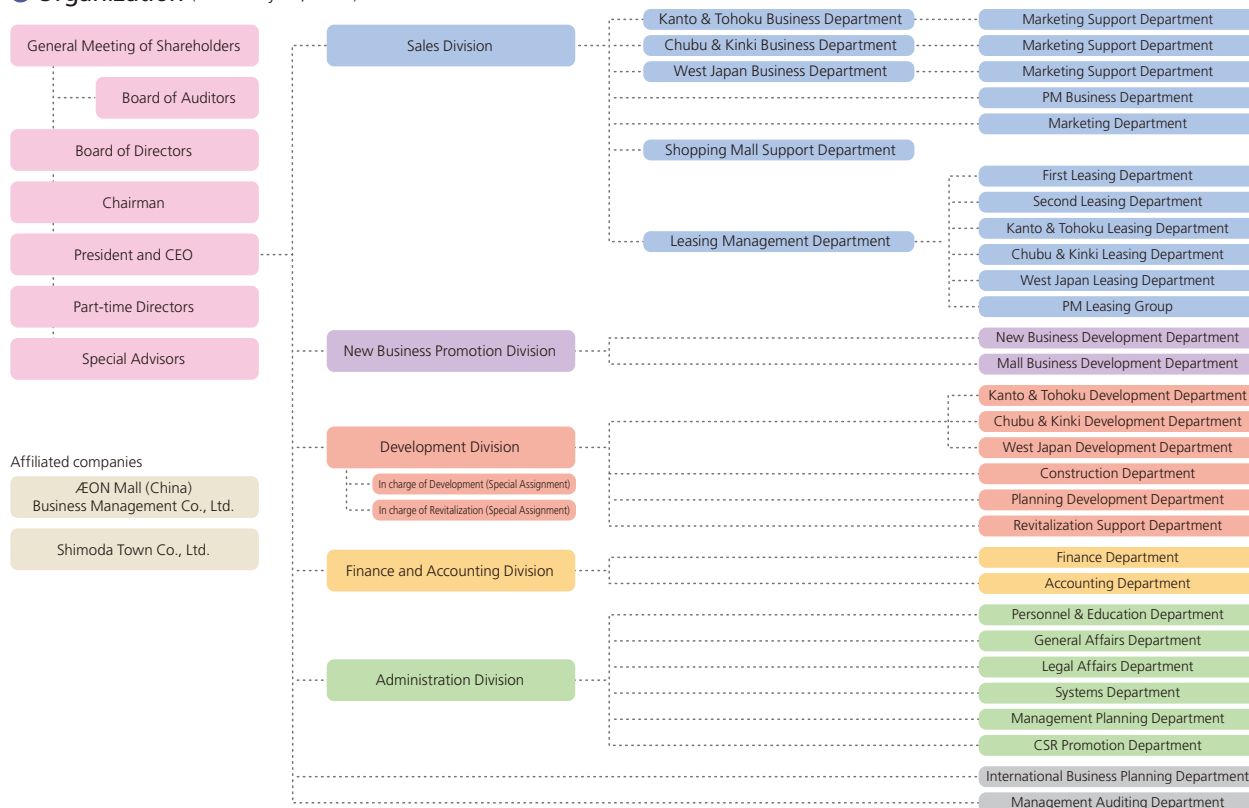 Organization
General Meeting of Shareholders
Board of Auditors
Board of Directors
Chairman
President and CEO
Part-time Directors
Special Advisors
Affiliated companies
ÆON Mall (China)
Business Management Co., Ltd.
Shimoda Town Co., Ltd.
Sales Division
Kanto & Tohoku Business Department
Marketing Support Department
Chubu & Kinki Business Department
Marketing Support Department
West Japan Business Department
Marketing Support Department
PM Business Department
Marketing Department
Shopping Mall Support Department
Leasing Management Department
First Leasing Department
Second Leasing Department
Kanto & Tohoku Leasing Department
Chubu & Kinki Leasing Department
West Japan Leasing Department
PM Leasing Group
New Business Promotion Division
New Business Development Department
Mall Business Development Department
Development Division
In charge of Development (Special Assignment)
In charge of Revitalization (Special Assignment)
Kanto & Tohoku Development Department
Chubu & Kinki Development Department
West Japan Development Department
Construction Department
Planning Development Department
Revitalization Support Department
Finance and Accounting Division
Finance Department
Accounting Department
Administration Division
Personnel & Education Department
General Affairs Department
Legal Affairs Department
Systems Department
Management Planning Department
CSR Promotion Department
International Business Planning Department
Management Auditing Department